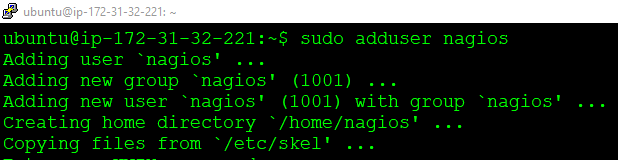 ubuntu@ip-172-31-32-221: ~
ubuntu@ip-172-31-32-221:~$ sudo adduser nagios
Adding user `nagios' ...
Adding new group `nagios' (1001) ...
Adding new user `nagios' (1001) with group `nagios' ...
Creating home directory `/home/nagios' ...
Copying files from `/etc/skel' ...